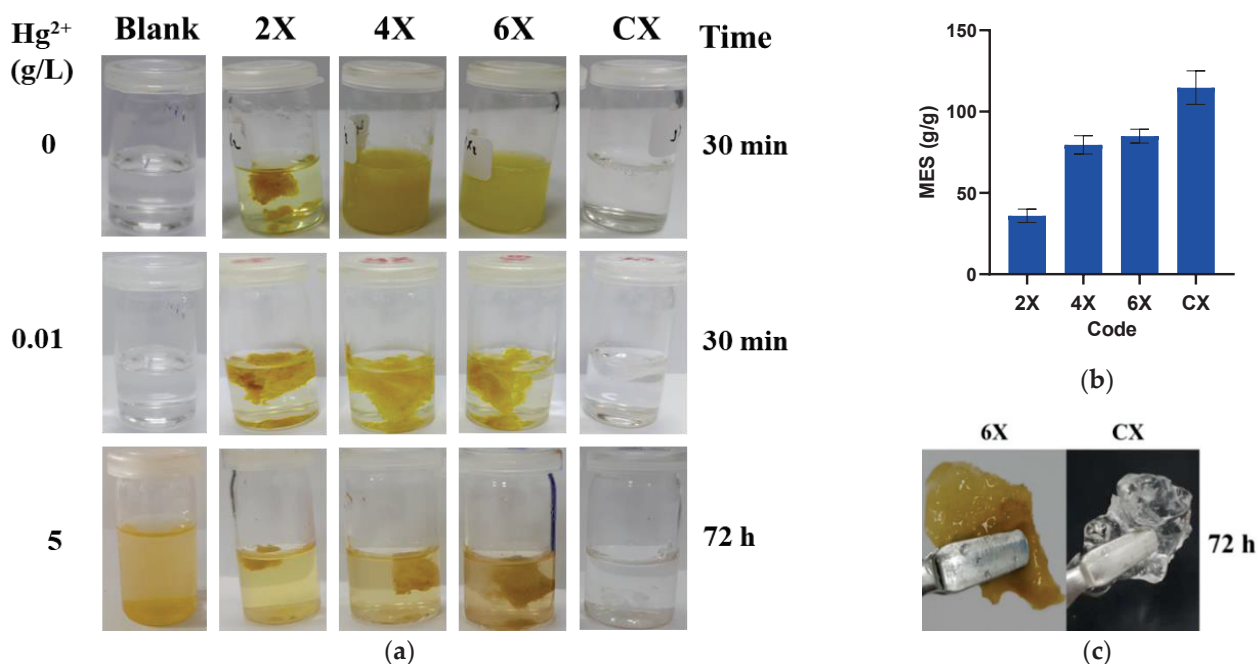 Hg²⁺
(g/L)
Blank 2X 4X 6X CX Time
0 30 min
0.01 30 min
5 72 h
(a)
150
100
50
0
MES (g/g)
2X 4X 6X CX
Code
(b)
6X CX
72 h
(c)